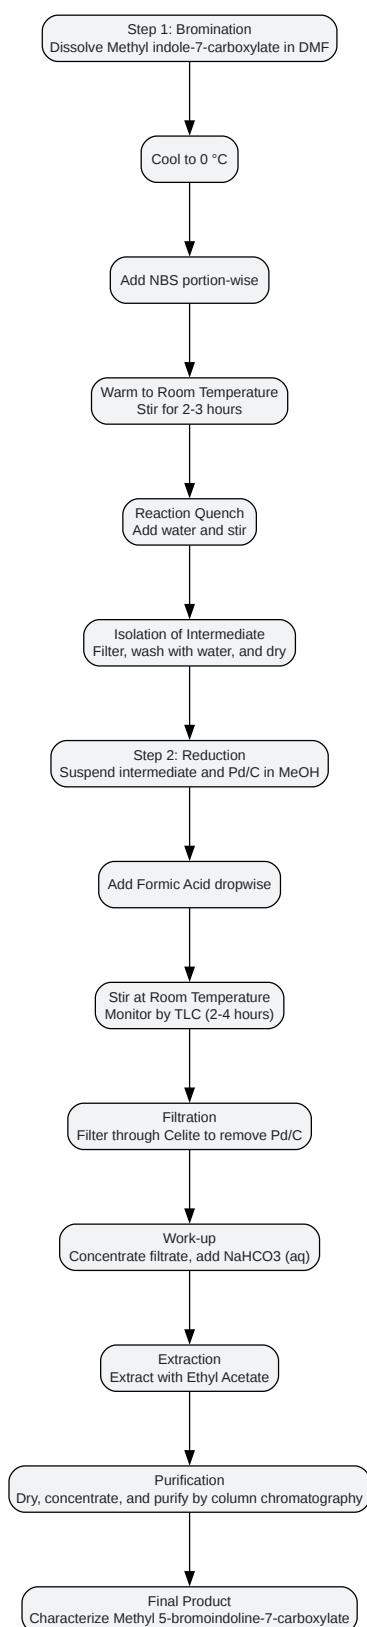 Step 1: Bromination
Dissolve Methyl indole-7-carboxylate in DMF
Cool to 0 °C
Add NBS portion-wise
Warm to Room Temperature
Stir for 2-3 hours
Reaction Quench
Add water and stir
Isolation of Intermediate
Filter, wash with water, and dry
Step 2: Reduction
Suspend intermediate and Pd/C in MeOH
Add Formic Acid dropwise
Stir at Room Temperature
Monitor by TLC (2-4 hours)
Filtration
Filter through Celite to remove Pd/C
Work-up
Concentrate filtrate, add NaHCO3 (aq)
Extraction
Extract with Ethyl Acetate
Purification
Dry, concentrate, and purify by column chromatography
Final Product
Characterize Methyl 5-bromoindoline-7-carboxylate